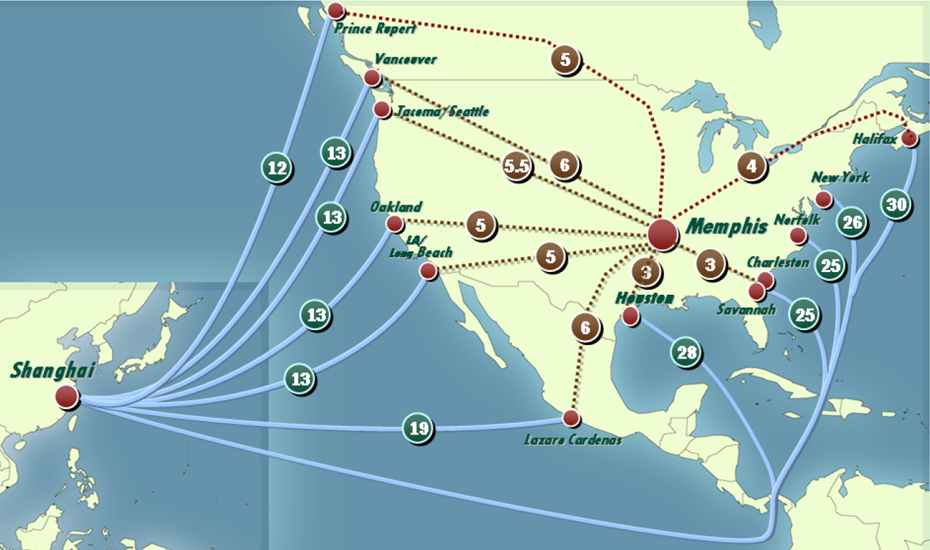 Prince Rupert
5
Vancouver
Tacoma/Seattle
Halifax
12
13
5.5
6
4
New York
30
13
Oakland
5
Memphis
Norfolk
26
LA/
Long Beach
5
3
3
Charleston
25
Houston
Savannah
13
6
25
Shanghai
13
28
19
Lazaro Cardenas